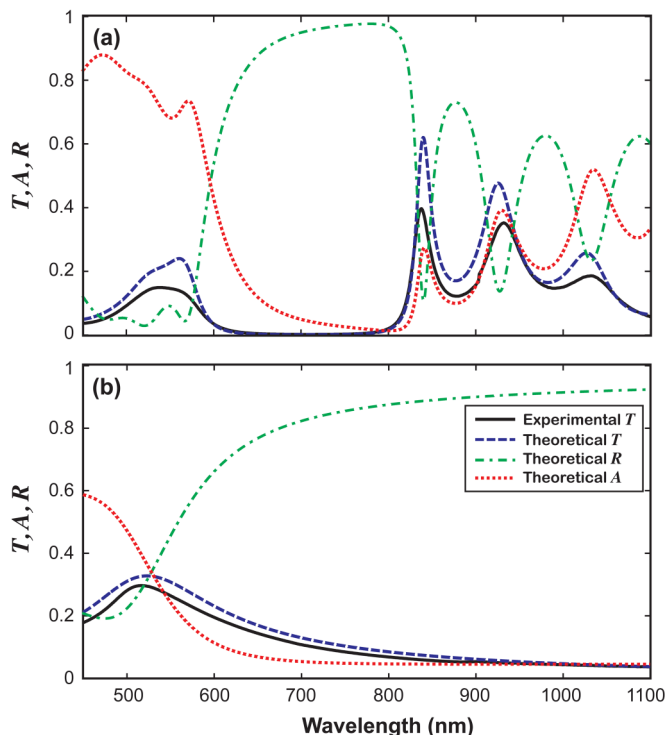 1
(a)
0.8
0.6
T, A, R
0.4
0.2
0
1
(b)
0.8
Experimental T
Theoretical T
Theoretical R
Theoretical A
0.6
T, A, R
0.4
0.2
0
500 600 700 800 900 1000 1100
Wavelength (nm)